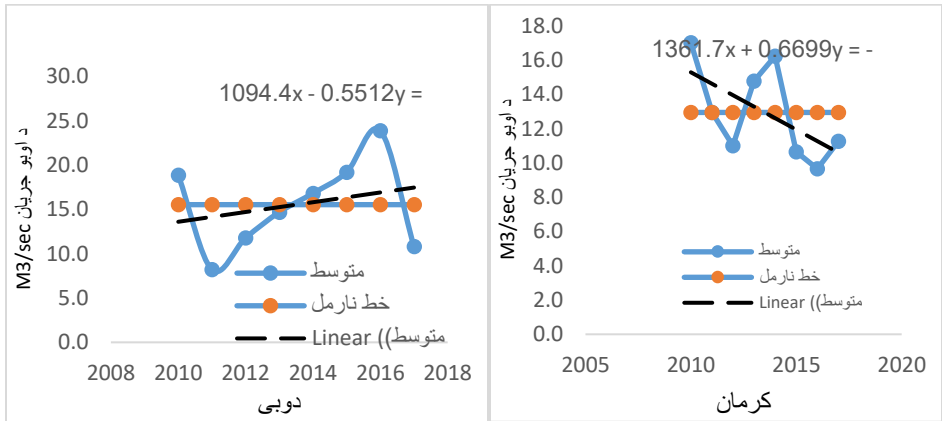 1094.4x - 0.5512y =
د اوبو جریان M3/sec
30.0
25.0
20.0
15.0
10.0
5.0
0.0
متوسط
خط نارمل
Linear ((متوسط
2008 2010 2012 2014 2016 2018
دوبی
1361.7x + 0.6699y = -
د اوبو جریان M3/sec
18.0
16.0
14.0
12.0
10.0
8.0
6.0
4.0
2.0
0.0
متوسط
خط نارمل
Linear ((متوسط
2005 2010 2015 2020
کرمان